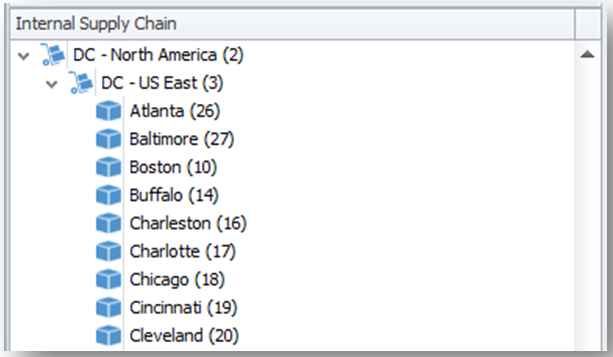 Internal Supply Chain
DC - North America (2)
DC - US East (3)
Atlanta (26)
Baltimore (27)
Boston (10)
Buffalo (14)
Charleston (16)
Charlotte (17)
Chicago (18)
Cincinnati (19)
Cleveland (20)